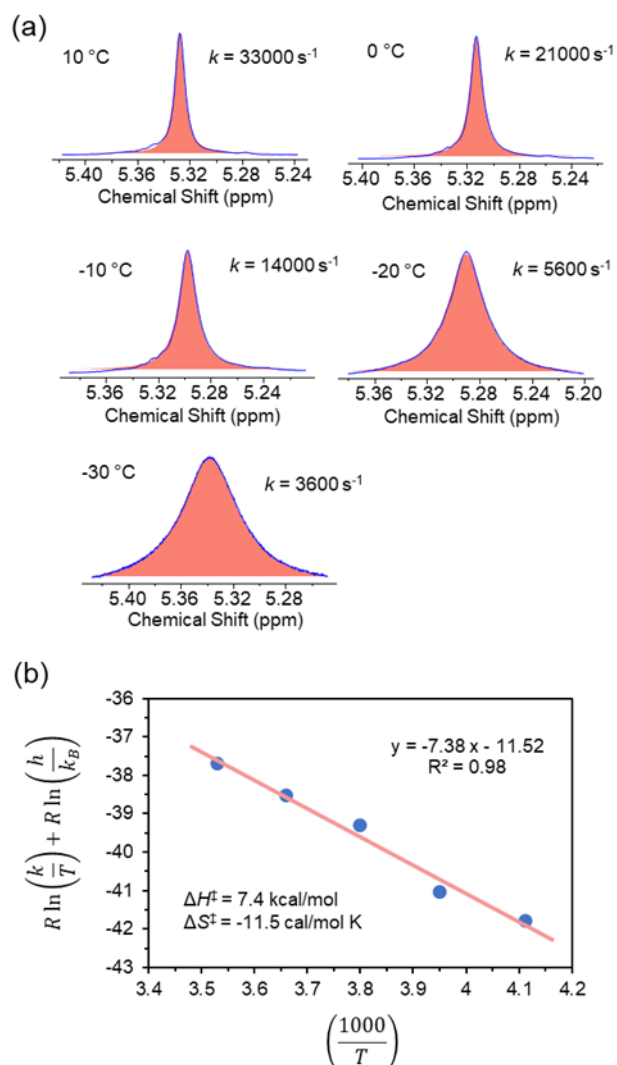 (a)
10 °C
k = 33000 s⁻¹
5.40 5.36 5.32 5.28 5.24
Chemical Shift (ppm)
0 °C
k = 21000 s⁻¹
5.40 5.36 5.32 5.28 5.24
Chemical Shift (ppm)
-10 °C
k = 14000 s⁻¹
5.36 5.32 5.28 5.24
Chemical Shift (ppm)
-20 °C
k = 5600 s⁻¹
5.36 5.32 5.28 5.24 5.20
Chemical Shift (ppm)
-30 °C
k = 3600 s⁻¹
5.40 5.36 5.32 5.28
Chemical Shift (ppm)
(b)
R ln(k/T) + R ln(h/k_B)
-36
-37
-38
-39
-40
-41
-42
-43
y = -7.38 x - 11.52
R² = 0.98
ΔH‡ = 7.4 kcal/mol
ΔS‡ = -11.5 cal/mol K
3.4 3.5 3.6 3.7 3.8 3.9 4 4.1 4.2
(1000/T)